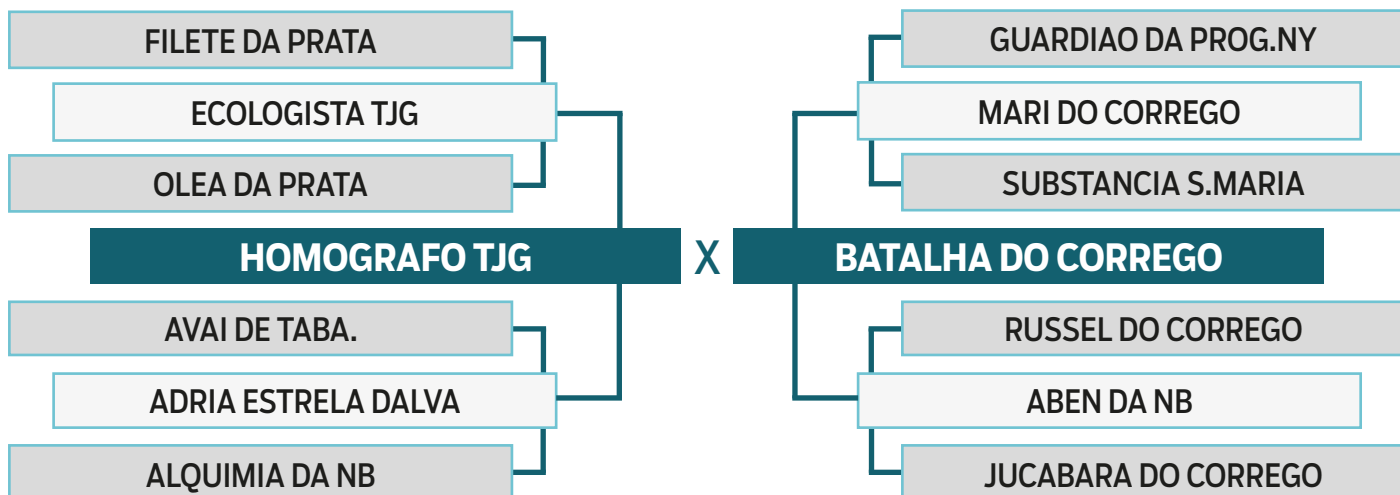 FILETE DA PRATA
ECOLOGISTA TJG
OLEA DA PRATA
GUARDIAO DA PROG.NY
MARI DO CORREGO
SUBSTANCIA S.MARIA
HOMOGRAFO TJG X BATALHA DO CORREGO
AVAI DE TABA.
ADRIA ESTRELA DALVA
ALQUIMIA DA NB
RUSSEL DO CORREGO
ABEN DA NB
JUCABARA DO CORREGO